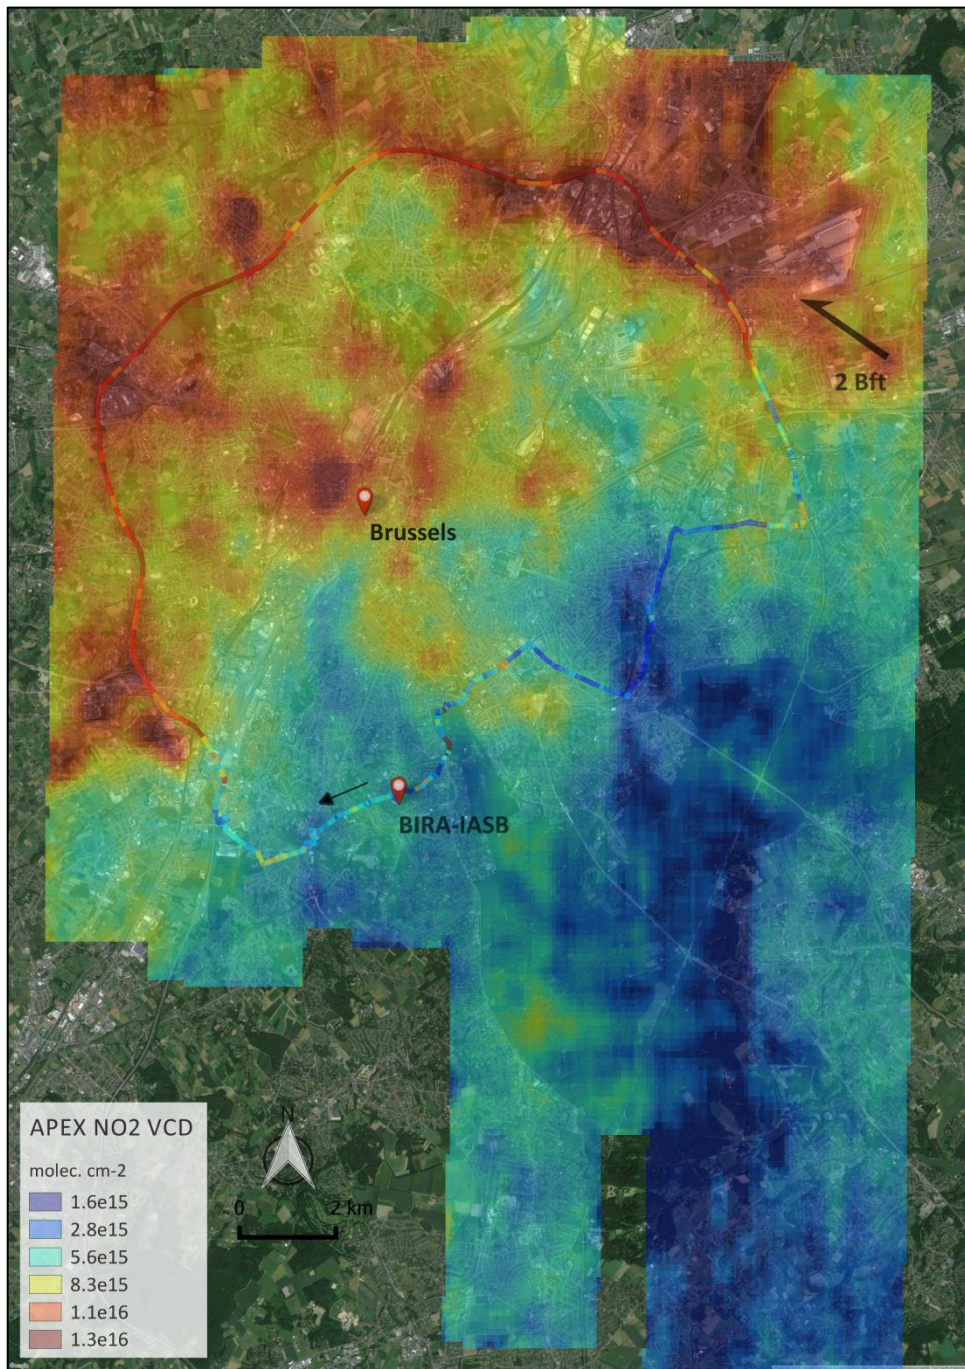 2 Bft
Brussels
BIRA-IASB
APEX NO2 VCD
molec. cm-2
1.6e15
2.8e15
5.6e15
8.3e15
1.1e16
1.3e16
N
0 2 km